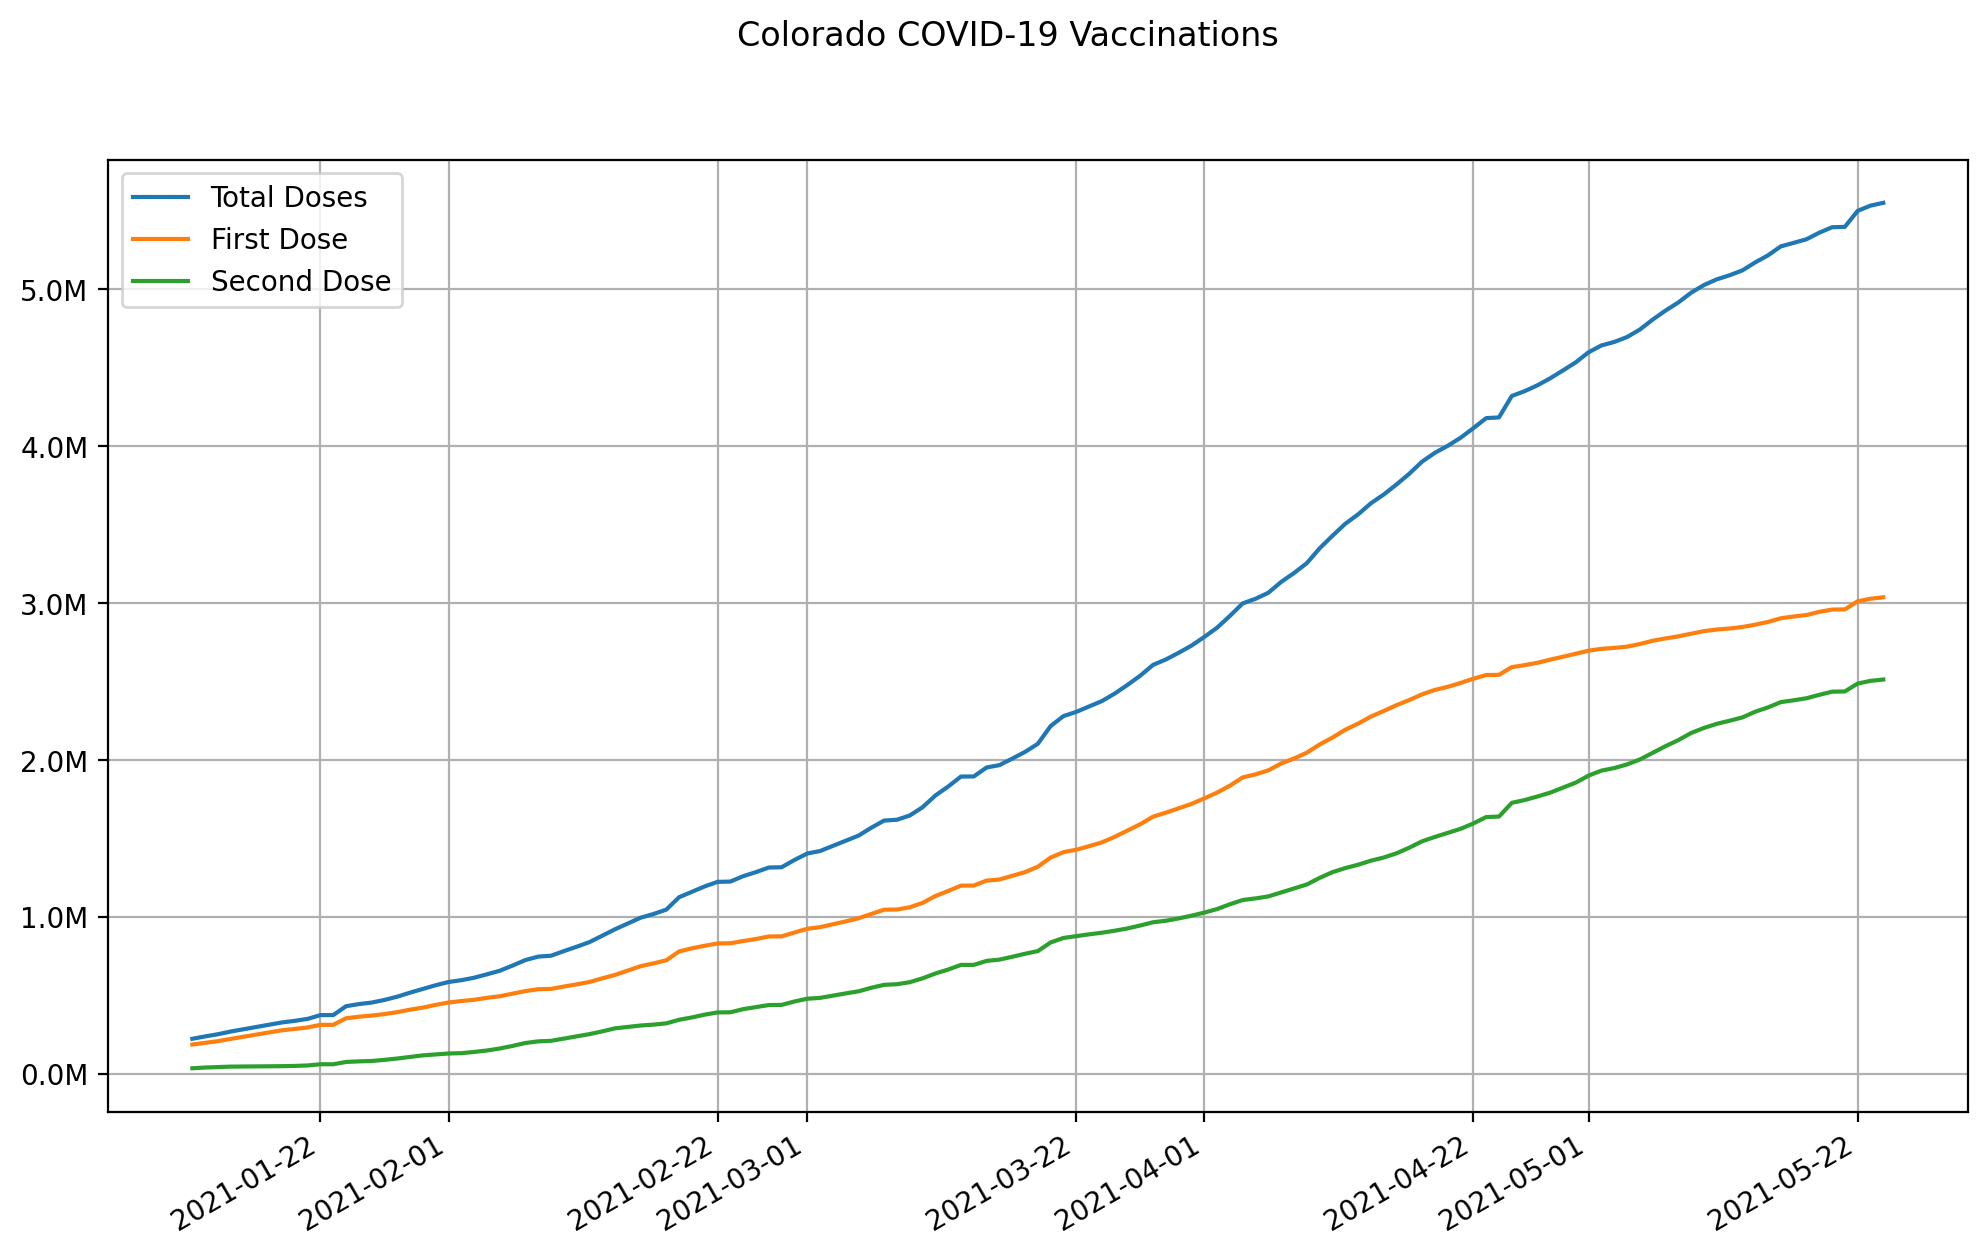 Colorado COVID-19 Vaccinations
Total Doses
First Dose
Second Dose
5.0M
4.0M
3.0M
2.0M
1.0M
0.0M
2021-01-22
2021-02-01
2021-02-22
2021-03-01
2021-03-22
2021-04-01
2021-04-22
2021-05-01
2021-05-22